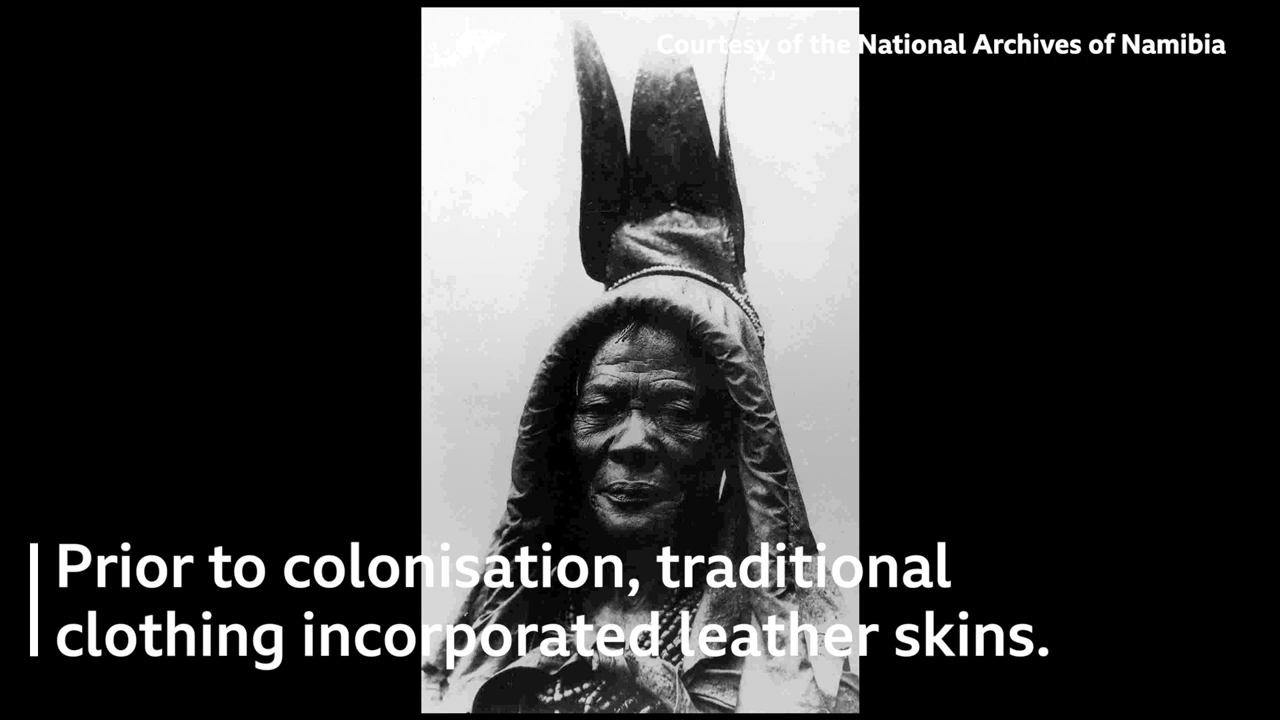 Courtesy of the National Archives of Namibia
Prior to colonisation, traditional
clothing incorporated leather skins.